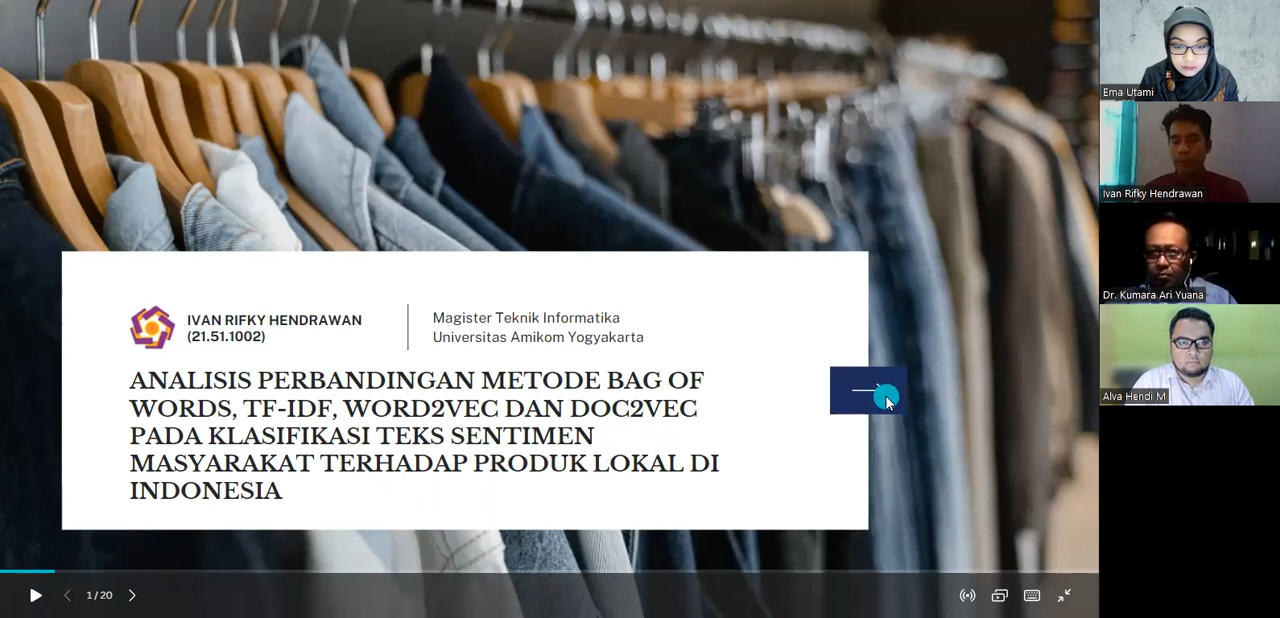 IVAN RIFKY HENDRAWAN
(21.51.1002)
Magister Teknik Informatika
Universitas Amikom Yogyakarta
ANALISIS PERBANDINGAN METODE BAG OF
WORDS, TF-IDF, WORD2VEC DAN DOC2VEC
PADA KLASIFIKASI TEKS SENTIMEN
MASYARAKAT TERHADAP PRODUK LOKAL DI
INDONESIA
1 / 20
Ema Utami
Ivan Rifky Hendrawan
Dr. Kumara Ari Yuana
Alva Hendi M